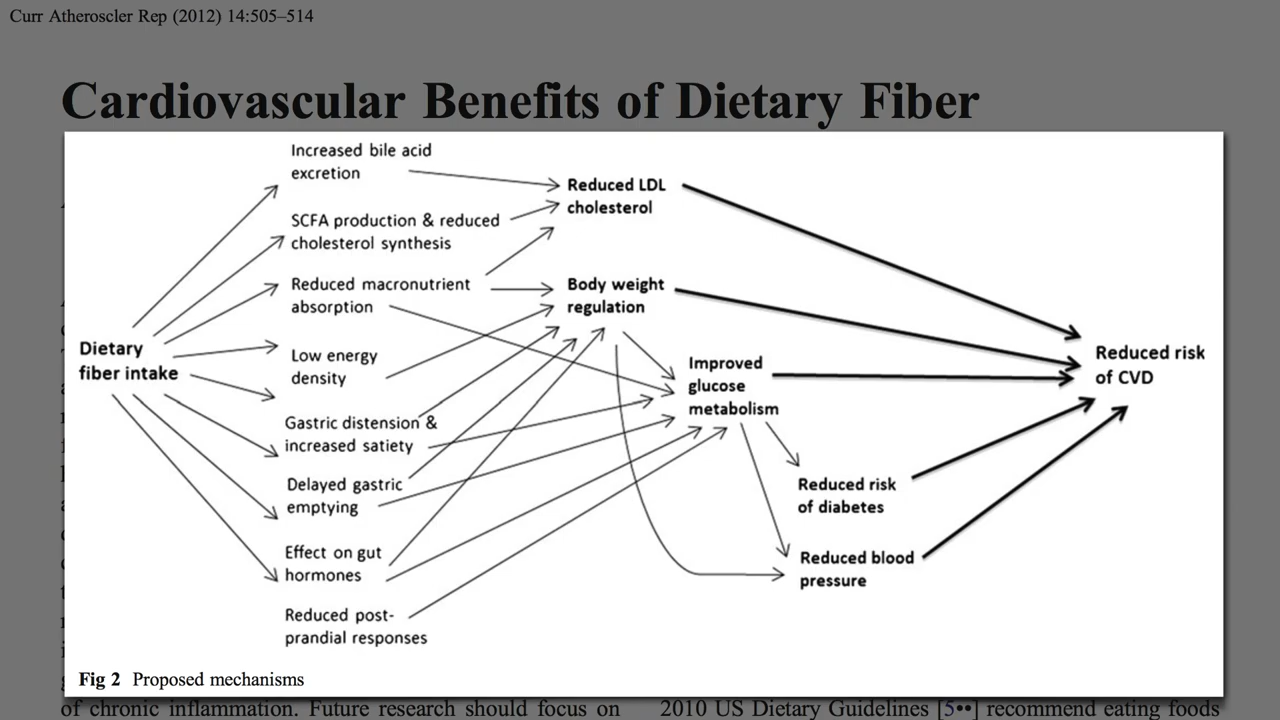 Curr Atheroscler Rep (2012) 14:505–514
Cardiovascular Benefits of Dietary Fiber
Increased bile acid
excretion
SCFA production & reduced
cholesterol synthesis
Reduced macronutrient
absorption
Low energy
density
Gastric distension &
increased satiety
Delayed gastric
emptying
Effect on gut
hormones
Reduced post-
prandial responses
Dietary
fiber intake
Reduced LDL
cholesterol
Body weight
regulation
Improved
glucose
metabolism
Reduced risk
of diabetes
Reduced blood
pressure
Reduced risk
of CVD
Fig 2 Proposed mechanisms
of chronic inflammation. Future research should focus on
2010 US Dietary Guidelines [5••] recommend eating foods